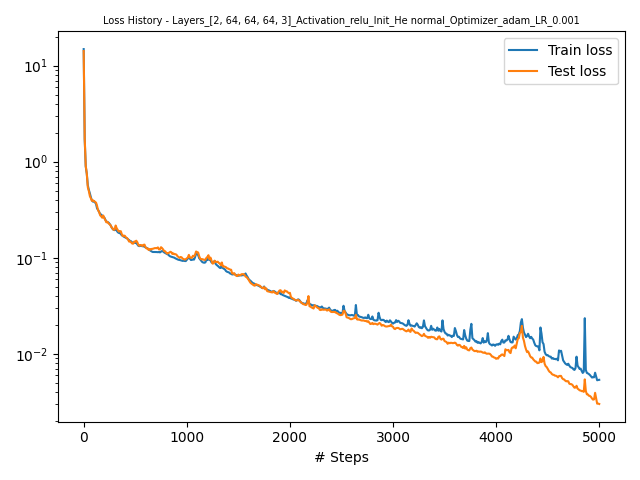 Loss History - Layers_[2, 64, 64, 64, 3]_Activation_relu_Init_He normal_Optimizer_adam_LR_0.001
Train loss
Test loss
10¹
10⁰
10⁻¹
10⁻²
0 1000 2000 3000 4000 5000
# Steps